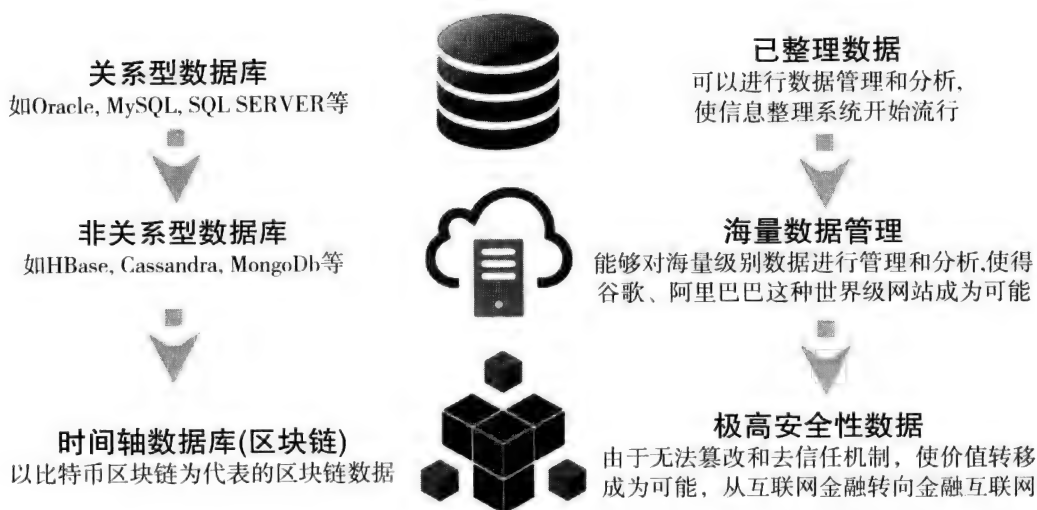 关系型数据库
如Oracle, MySQL, SQL SERVER等
已整理数据
可以进行数据管理和分析,
使信息整理系统开始流行
非关系型数据库
如HBase, Cassandra, MongoDb等
海量数据管理
能够对海量级别数据进行管理和分析,使得
谷歌、阿里巴巴这种世界级网站成为可能
时间轴数据库(区块链)
以比特币区块链为代表的区块链数据
极高安全性数据
由于无法篡改和去信任机制，使价值转移
成为可能，从互联网金融转向金融互联网